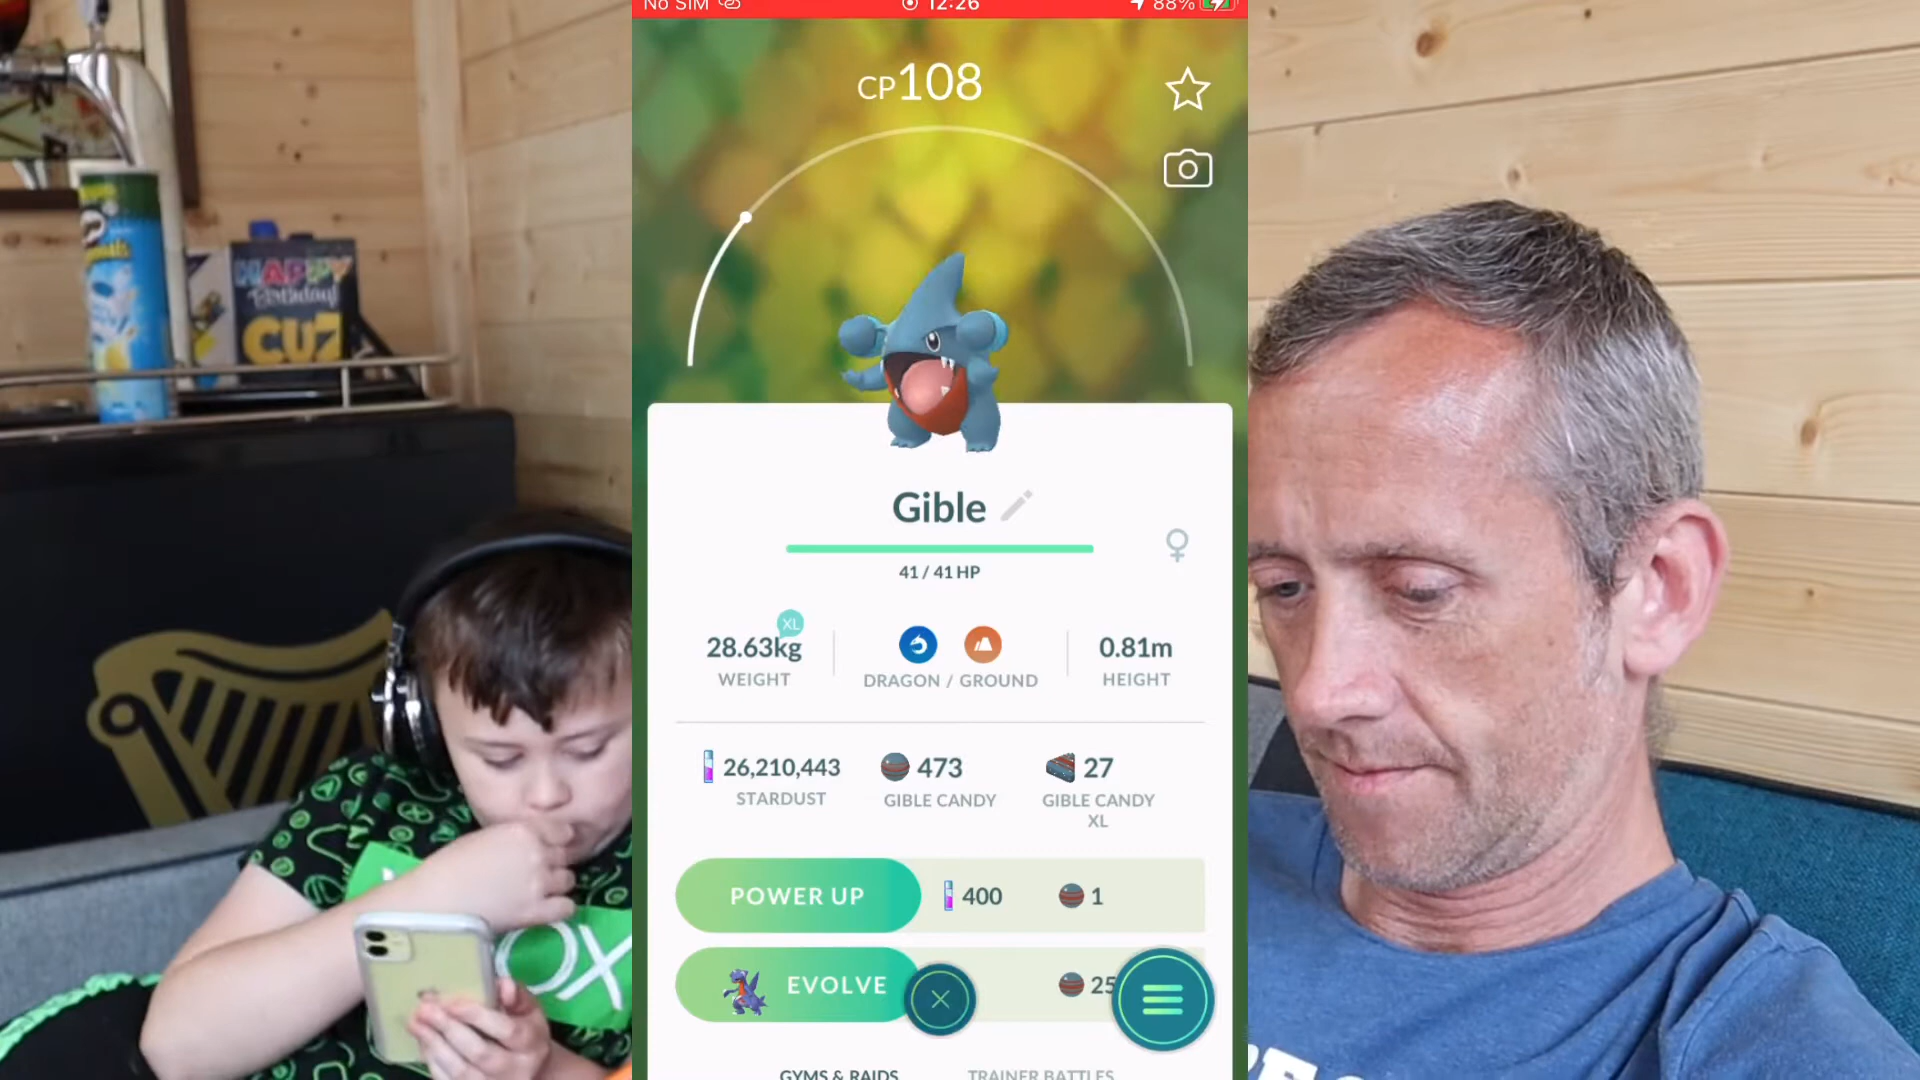 No SIM
12:26
88%
CP108
Gible
41 / 41 HP
XL
28.63kg
WEIGHT
DRAGON / GROUND
0.81m
HEIGHT
26,210,443
STARDUST
473
GIBLE CANDY
27
GIBLE CANDY
XL
POWER UP
400
1
EVOLVE
25
GYMS & RAIDS
TRAINER BATTLES
HAPPY
Birthday!
CUZ
OX